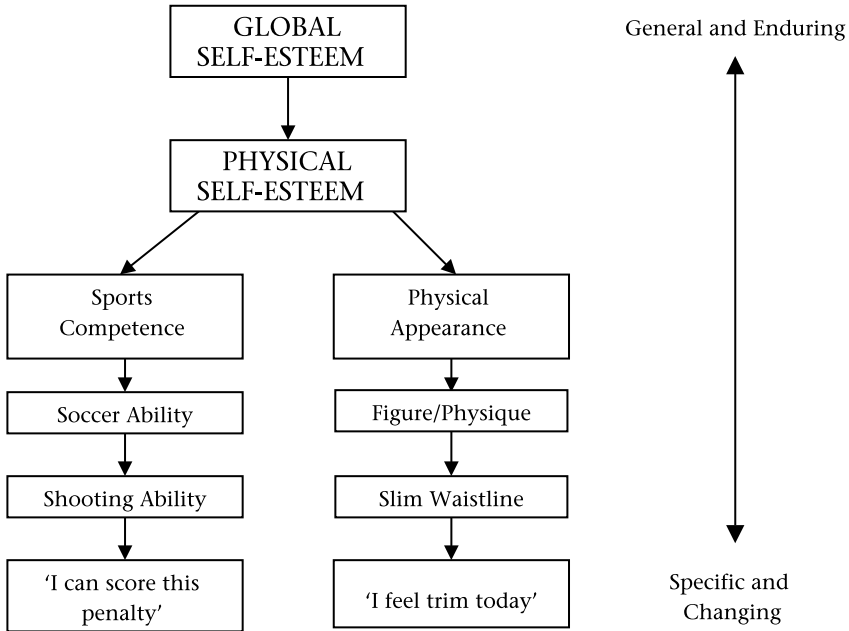 GLOBAL
SELF-ESTEEM
General and Enduring
PHYSICAL
SELF-ESTEEM
Sports
Competence
Physical
Appearance
Soccer Ability
Figure/Physique
Shooting Ability
Slim Waistline
‘I can score this
penalty’
‘I feel trim today’
Specific and
Changing